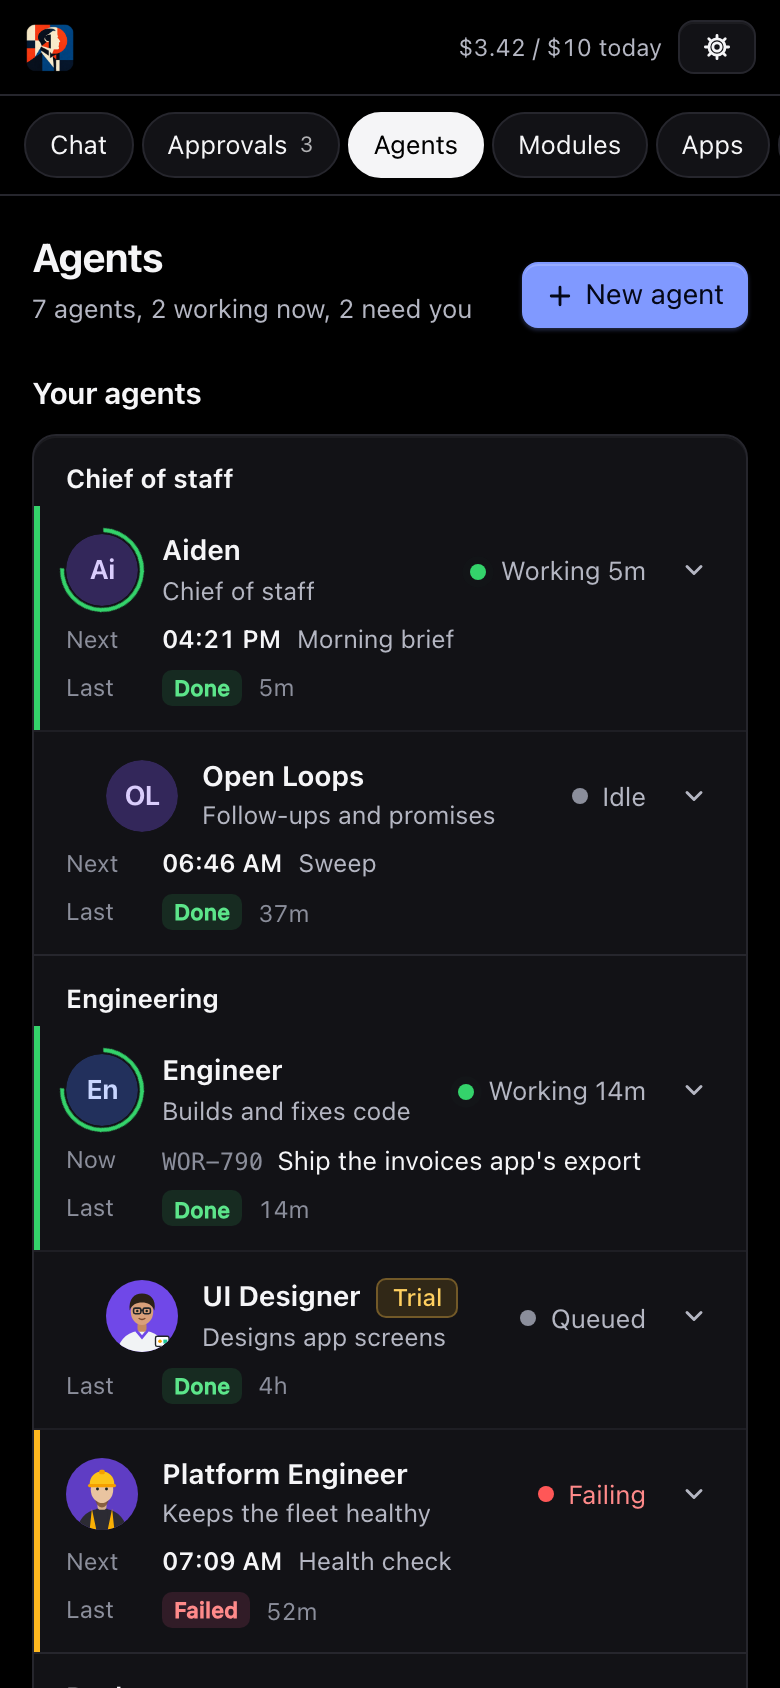 $3.42 / $10 today
Chat
Approvals 3
Agents
Modules
Apps
Agents
7 agents, 2 working now, 2 need you
+ New agent
Your agents
Chief of staff
Ai
Aiden
Chief of staff
Working 5m
Next 04:21 PM Morning brief
Last Done 5m
OL
Open Loops
Follow-ups and promises
Idle
Next 06:46 AM Sweep
Last Done 37m
Engineering
En
Engineer
Builds and fixes code
Working 14m
Now WOR-790 Ship the invoices app's export
Last Done 14m
UI Designer Trial
Designs app screens
Queued
Last Done 4h
Platform Engineer
Keeps the fleet healthy
Failing
Next 07:09 AM Health check
Last Failed 52m